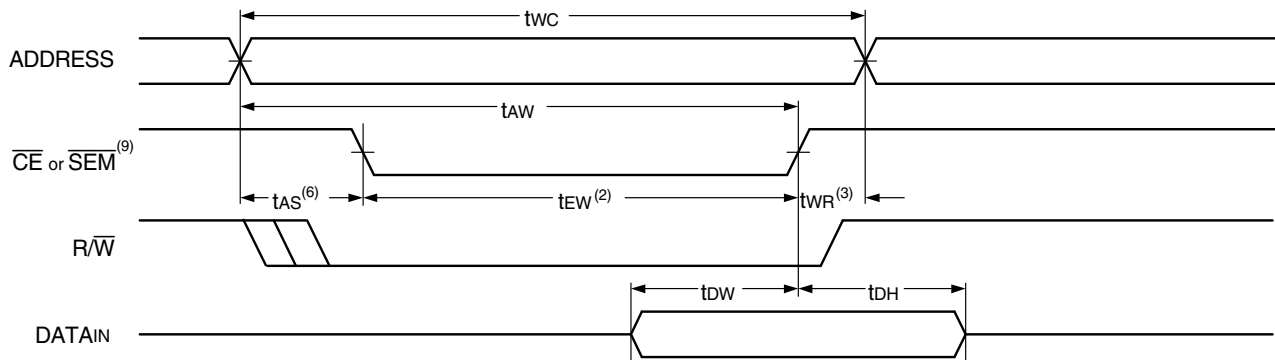 tWC
ADDRESS
tAW
CE or SEM(9)
tAS(6) tEW(2) tWR(3)
R/W
tDW tDH
DATAIN